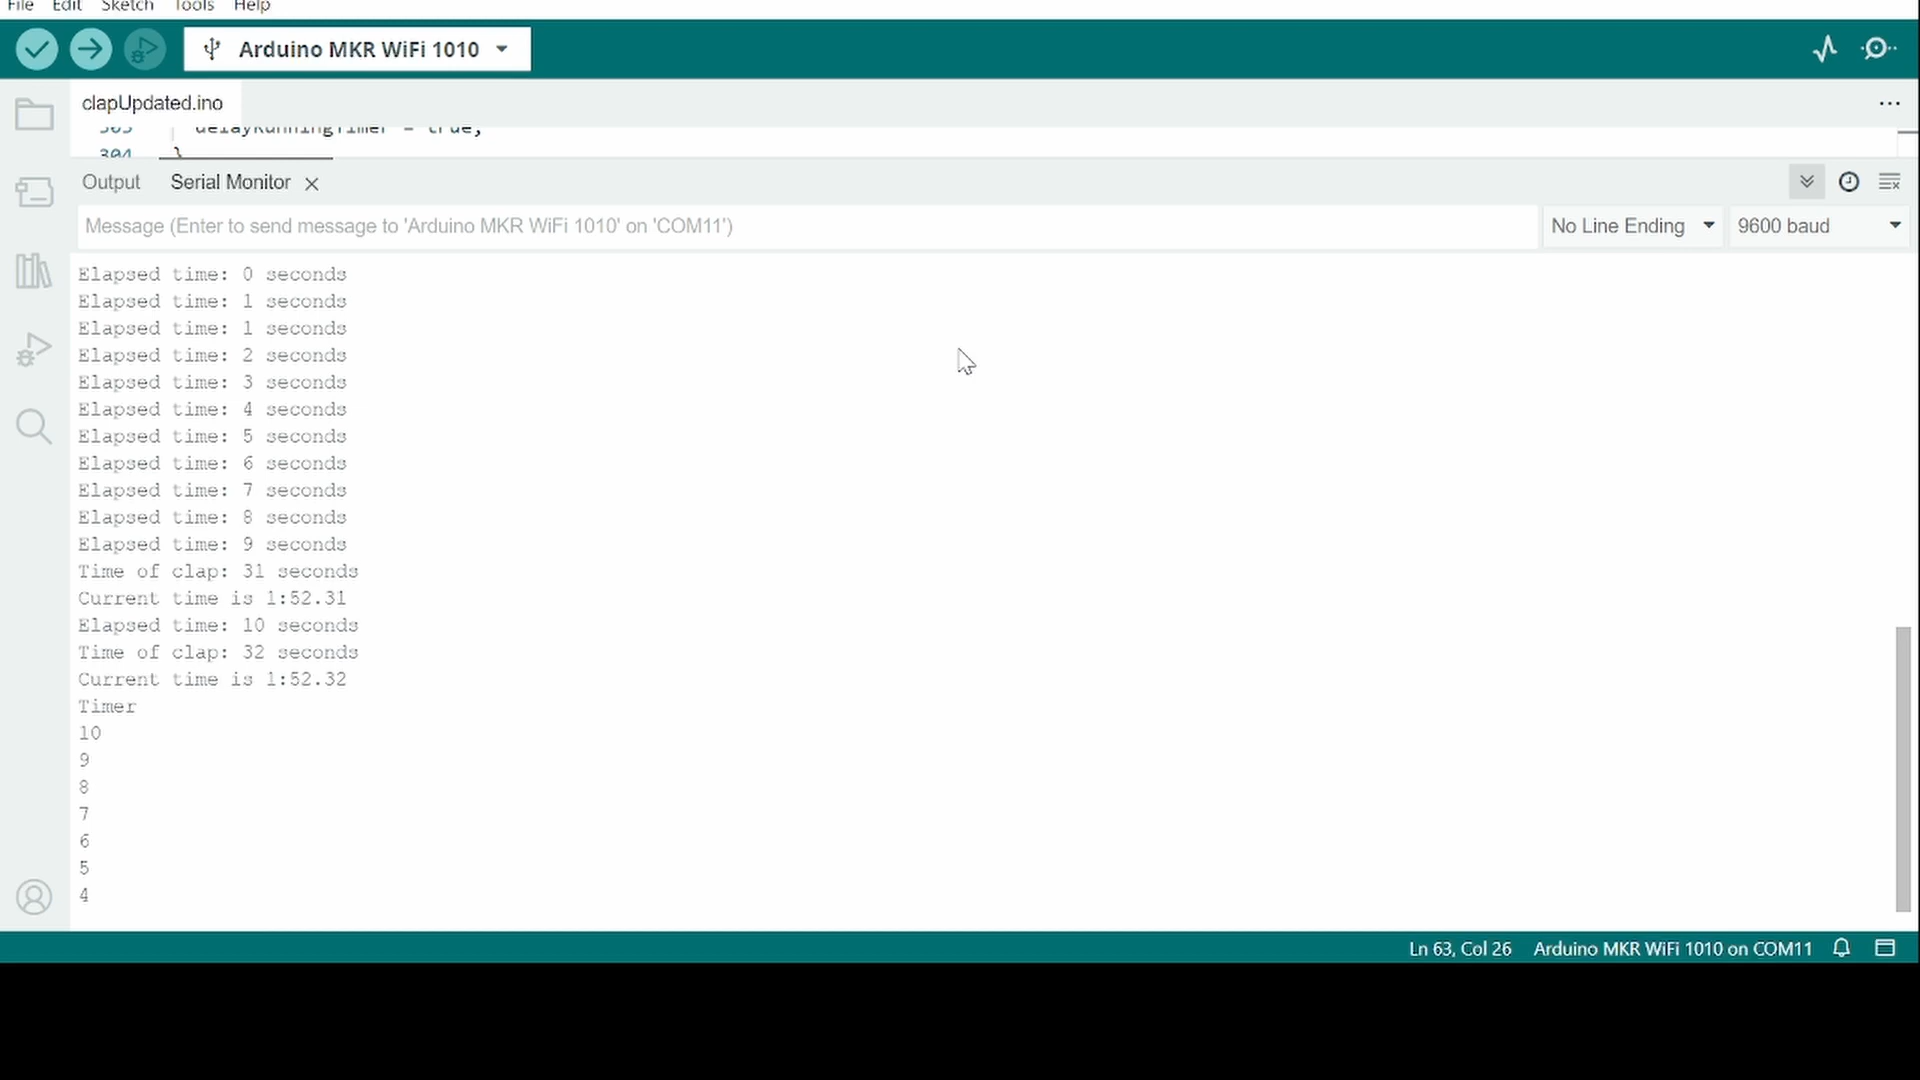 File Edit Sketch Tools Help
Arduino MKR WiFi 1010
clapUpdated.ino
303 delayRunningTimer = true;
304 }
Output Serial Monitor
Message (Enter to send message to 'Arduino MKR WiFi 1010' on 'COM11')
No Line Ending
9600 baud
Elapsed time: 0 seconds
Elapsed time: 1 seconds
Elapsed time: 1 seconds
Elapsed time: 2 seconds
Elapsed time: 3 seconds
Elapsed time: 4 seconds
Elapsed time: 5 seconds
Elapsed time: 6 seconds
Elapsed time: 7 seconds
Elapsed time: 8 seconds
Elapsed time: 9 seconds
Time of clap: 31 seconds
Current time is 1:52.31
Elapsed time: 10 seconds
Time of clap: 32 seconds
Current time is 1:52.32
Timer
10
9
8
7
6
5
4
Ln 63, Col 26 Arduino MKR WiFi 1010 on COM11